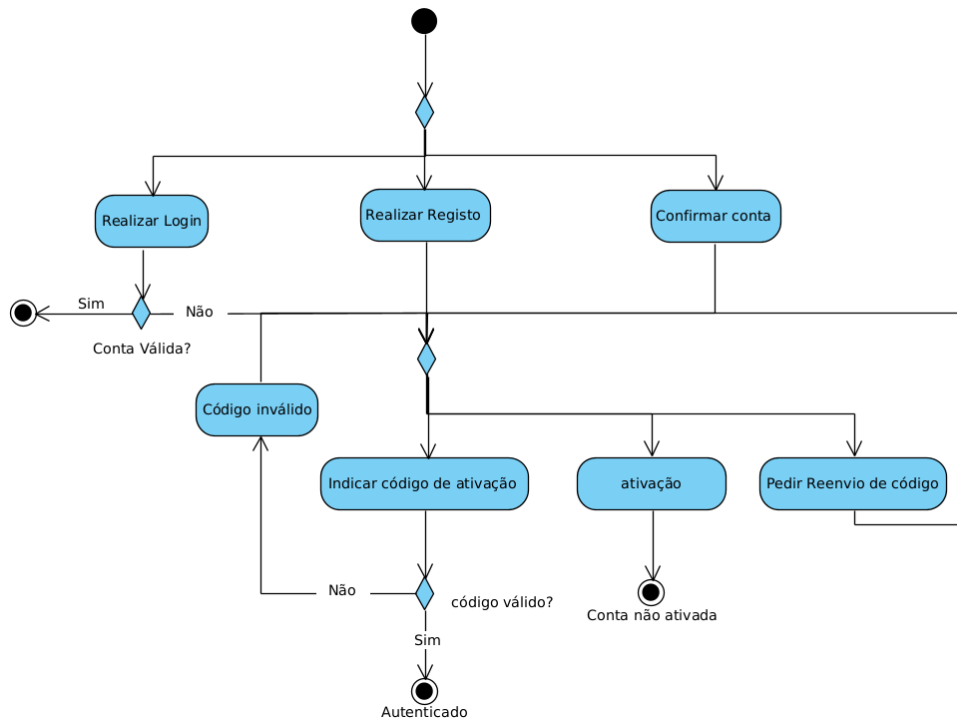 Realizar Login
Realizar Registo
Confirmar conta
Sim
Não
Conta Válida?
Código inválido
Indicar código de ativação
ativação
Pedir Reenvio de código
Não
código válido?
Conta não ativada
Sim
Autenticado